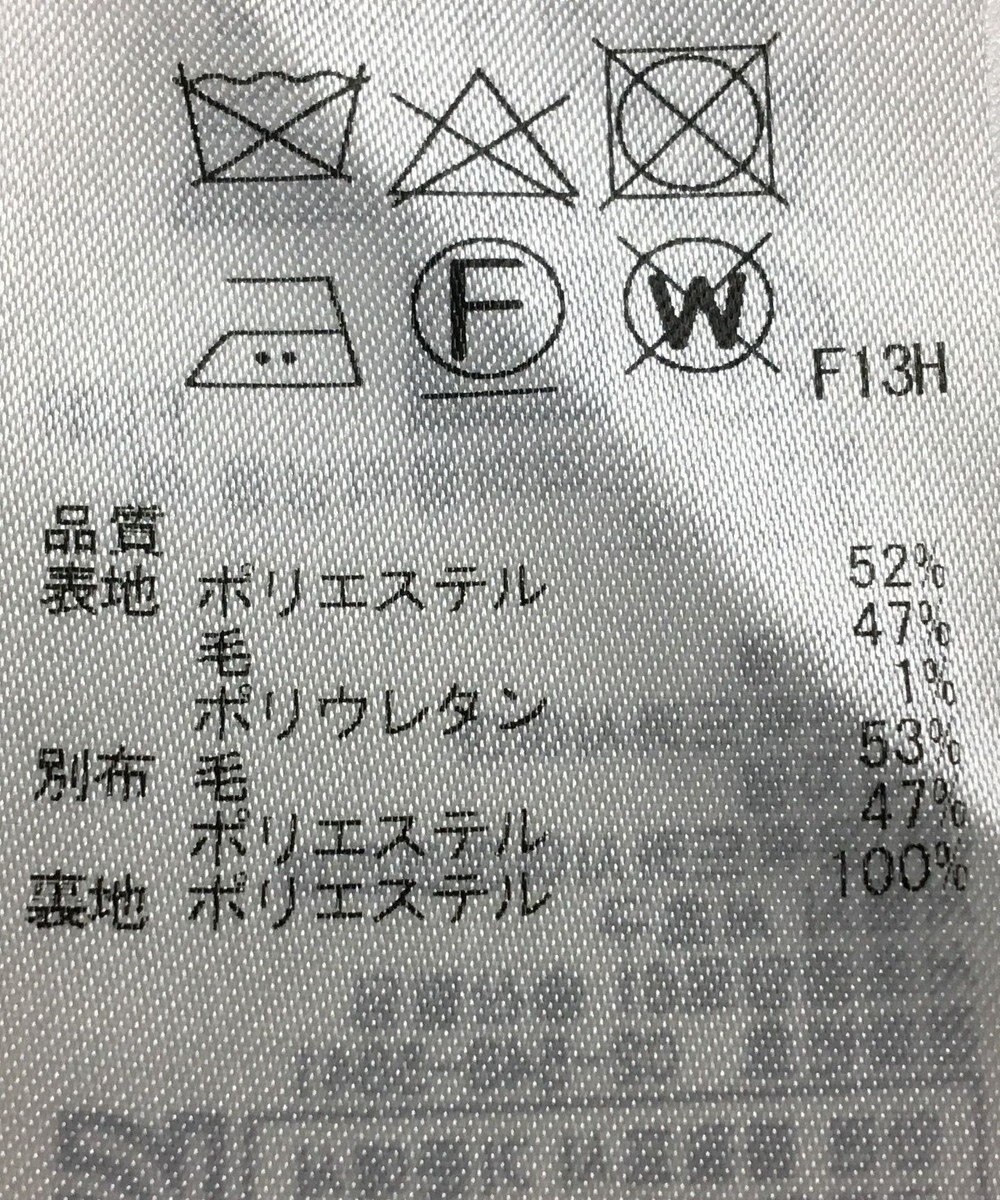 F
W
F13H
品質
表地 ポリエステル 52%
毛 47%
ポリウレタン 1%
別布 毛 53%
ポリエステル 47%
裏地 ポリエステル 100%